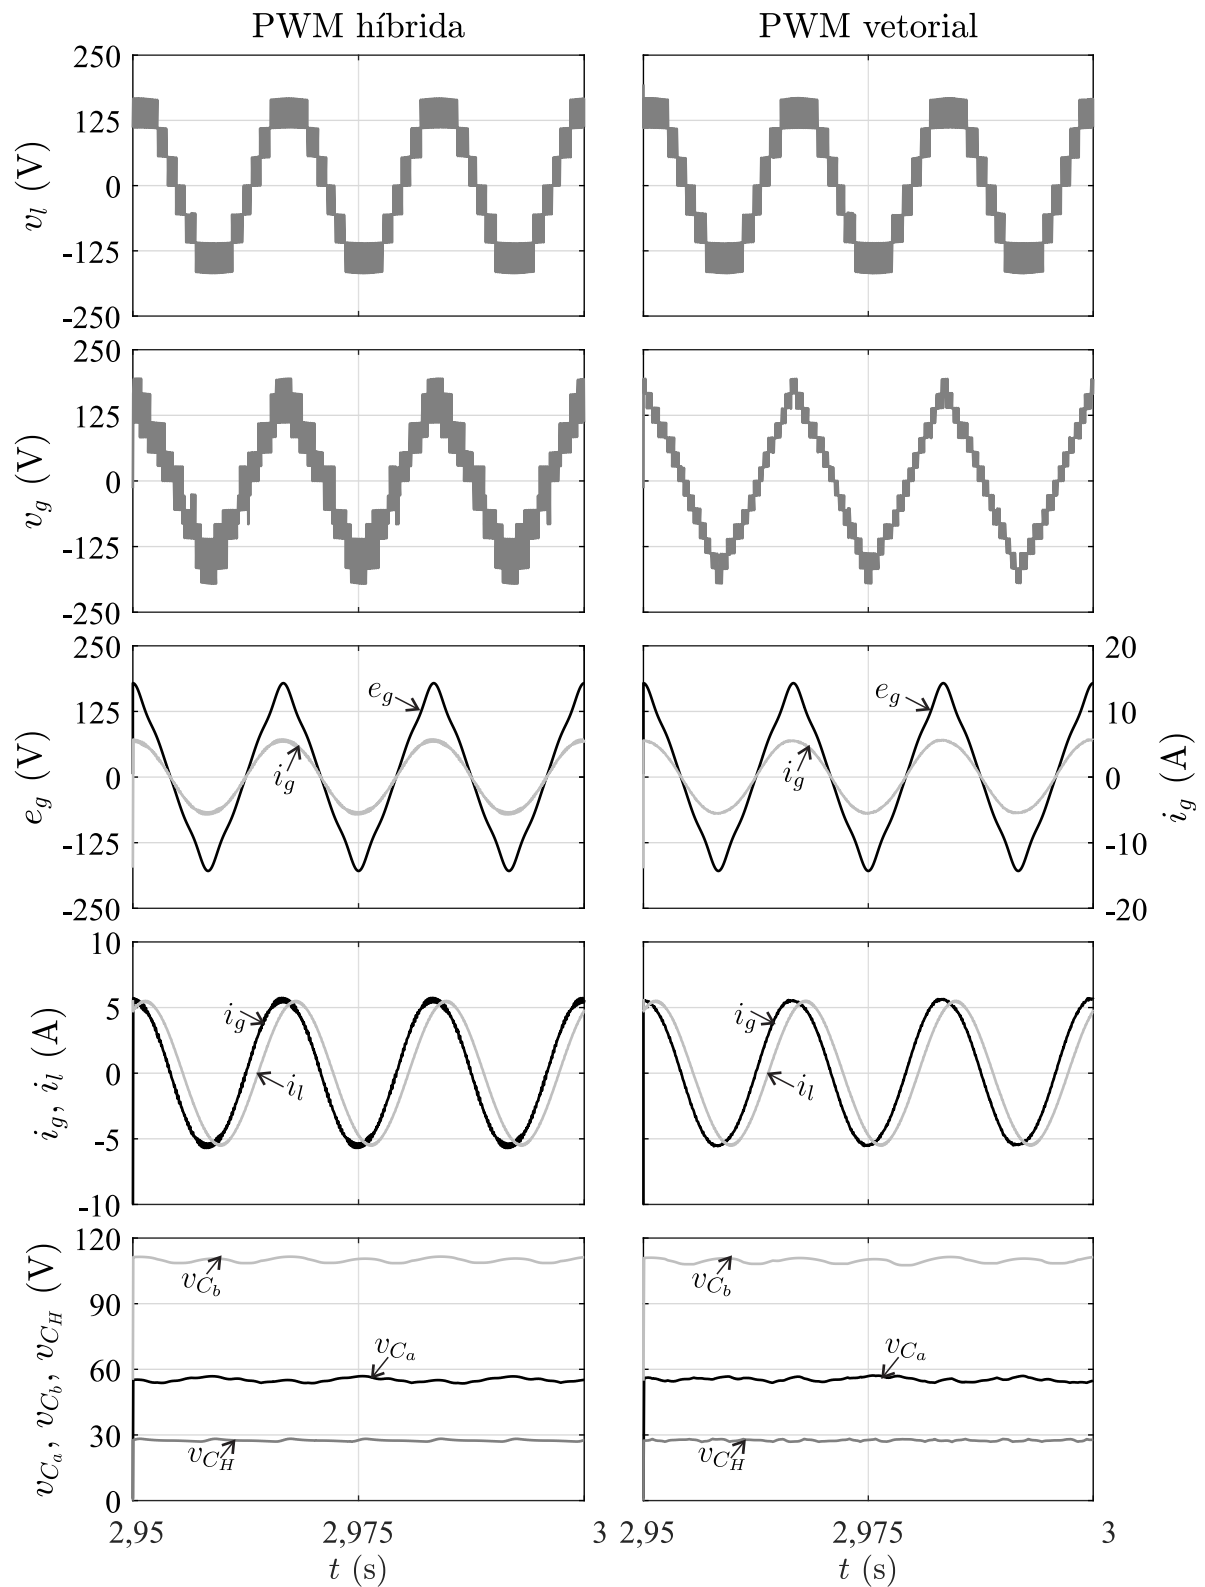 PWM híbrida PWM vetorial
250
125
0
-125
-250
v_l (V)
250
125
0
-125
-250
v_g (V)
250
125
0
-125
-250
e_g (V)
e_g
i_g
e_g
i_g
20
10
0
-10
-20
i_g (A)
10
5
0
-5
-10
i_g, i_l (A)
i_g
i_l
i_g
i_l
120
90
60
30
0
v_{C_a}, v_{C_b}, v_{C_H} (V)
v_{C_b}
v_{C_a}
v_{C_H}
v_{C_b}
v_{C_a}
v_{C_H}
2,95 2,975 3 2,95 2,975 3
t (s) t (s)